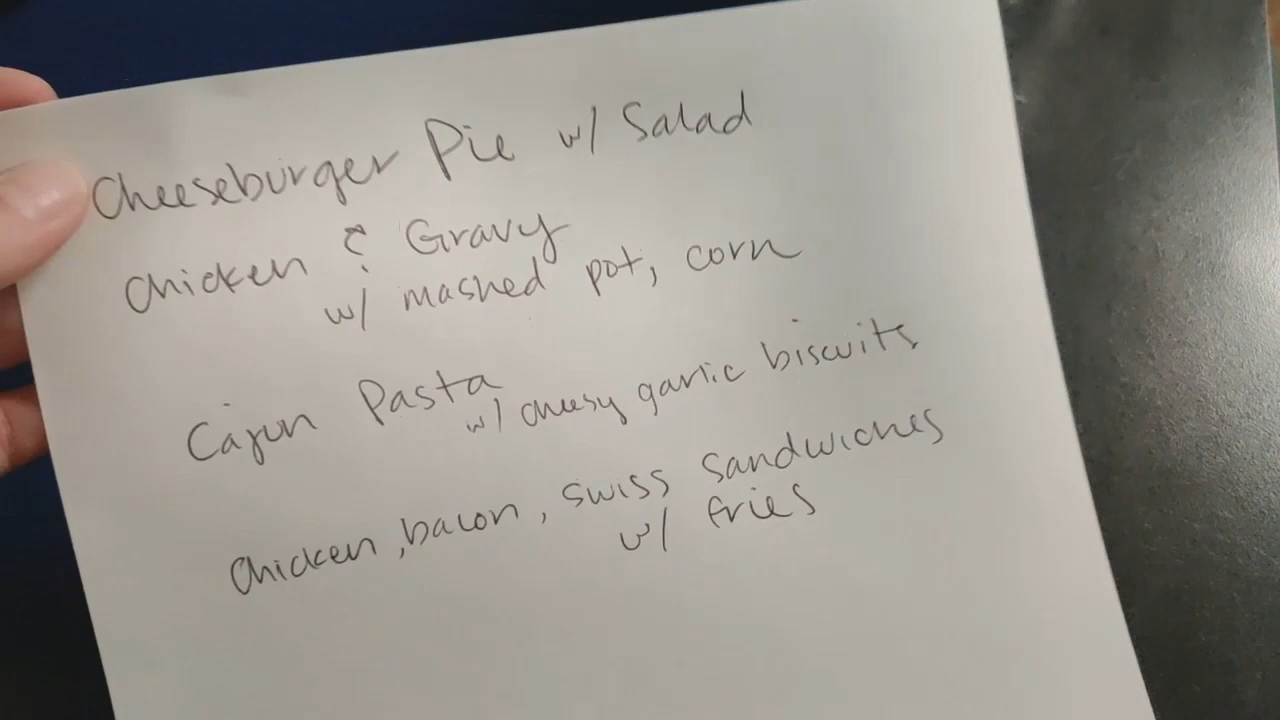 Cheeseburger Pie w/ Salad
Chicken & Gravy
w/ mashed pot, corn
Cajun Pasta
w/ cheesy garlic biscuits
Chicken, bacon, swiss sandwiches
w/ fries